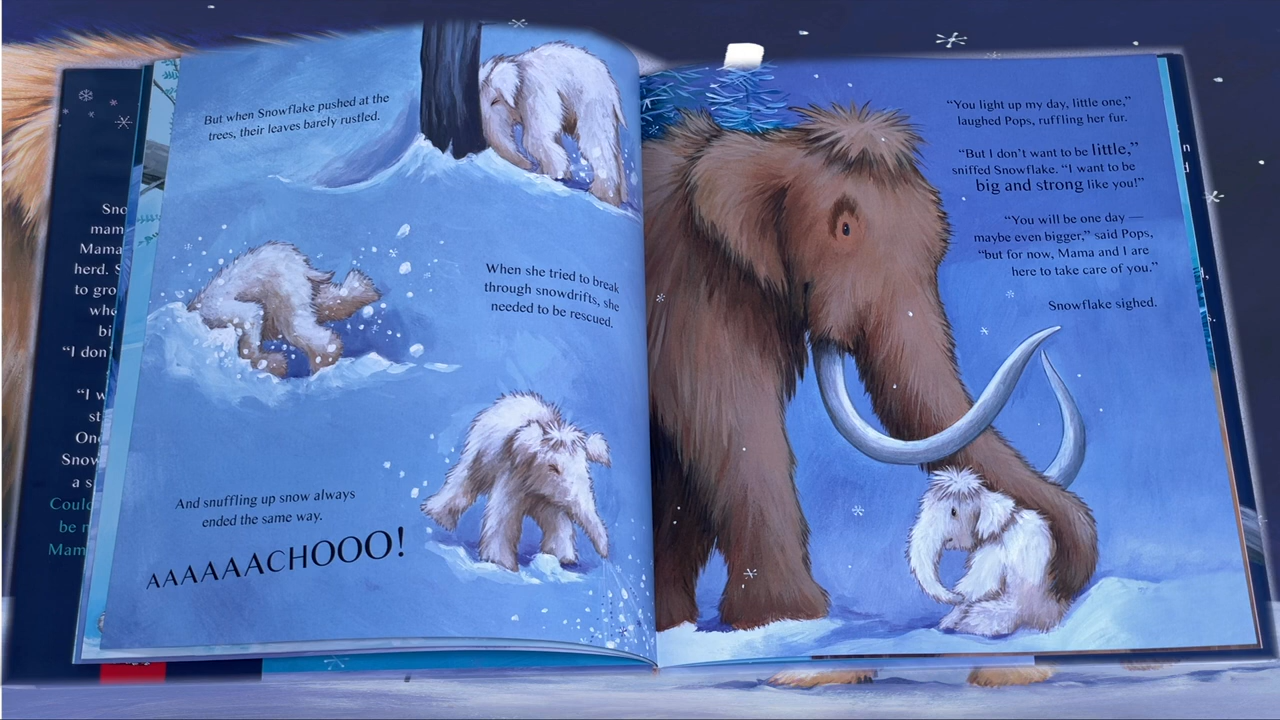 But when Snowflake pushed at the
trees, their leaves barely rustled.
When she tried to break
through snowdrifts, she
needed to be rescued.
And snuffling up snow always
ended the same way.
AAAAAACHOOO!
“You light up my day, little one,”
laughed Pops, ruffling her fur.
“But I don’t want to be little,”
sniffed Snowflake. “I want to be
big and strong like you!”
“You will be one day —
maybe even bigger,” said Pops,
“but for now, Mama and I are
here to take care of you.”
Snowflake sighed.
Mama
herd.
to
“I
“I
a
be